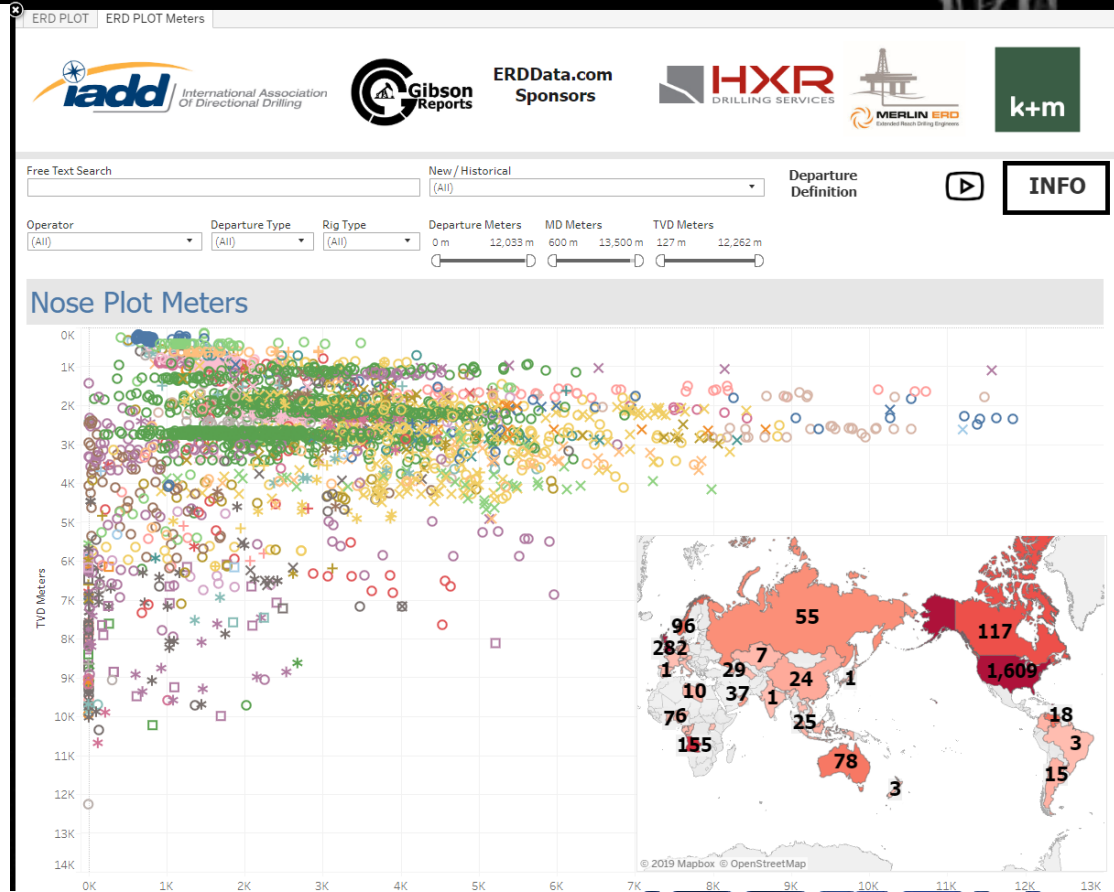 ERD PLOT
ERD PLOT Meters
iadd
International Association
Of Directional Drilling
Gibson
Reports
ERDData.com
Sponsors
HXR
DRILLING SERVICES
MERLIN ERD
Extended Reach Drilling Engineers
k+m
Free Text Search
New / Historical
(All)
Departure
Definition
INFO
Operator
(All)
Departure Type
(All)
Rig Type
(All)
Departure Meters
0 m 12,033 m
MD Meters
600 m 13,500 m
TVD Meters
127 m 12,262 m
Nose Plot Meters
TVD Meters
0K
1K
2K
3K
4K
5K
6K
7K
8K
9K
10K
11K
12K
13K
14K
0K 1K 2K 3K 4K 5K 6K 7K 8K 9K 10K 11K 12K 13K
55
96
117
282
7
1,609
1
29
24
1
10
37
1
76
25
18
155
3
78
15
3
© 2019 Mapbox © OpenStreetMap